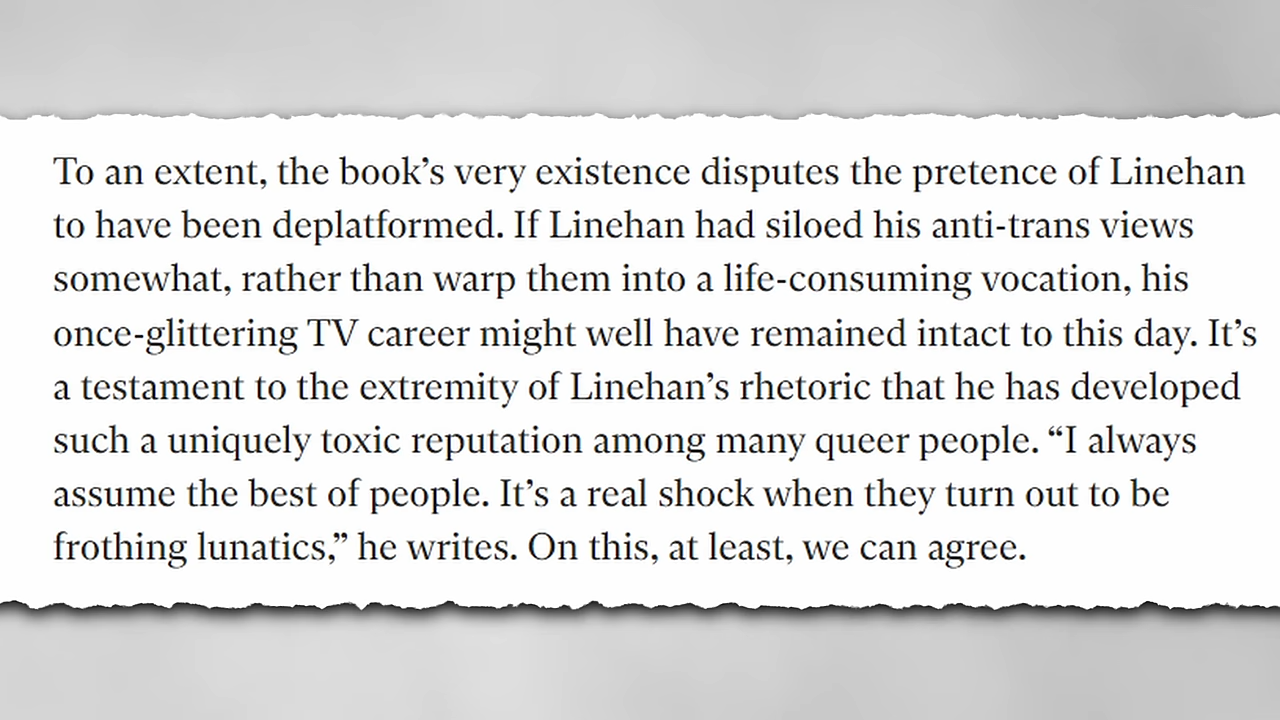 To an extent, the book’s very existence disputes the pretence of Linehan
to have been deplatformed. If Linehan had siloed his anti-trans views
somewhat, rather than warp them into a life-consuming vocation, his
once-glittering TV career might well have remained intact to this day. It’s
a testament to the extremity of Linehan’s rhetoric that he has developed
such a uniquely toxic reputation among many queer people. “I always
assume the best of people. It’s a real shock when they turn out to be
frothing lunatics,” he writes. On this, at least, we can agree.